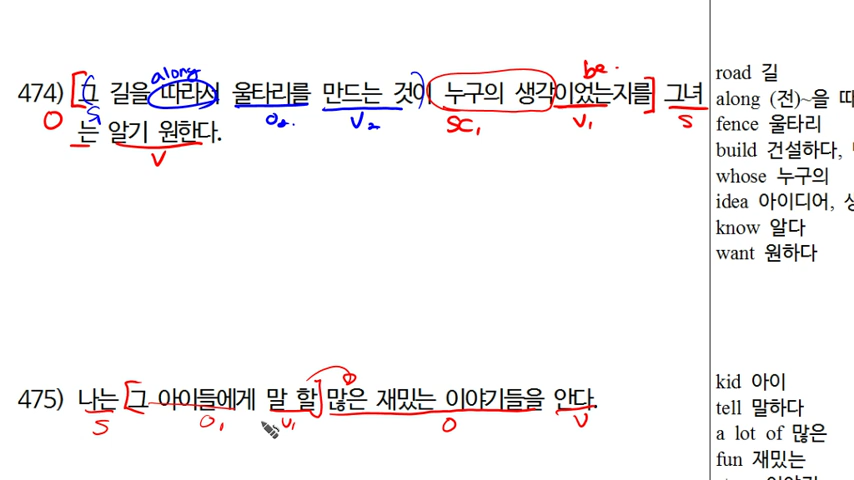 along
be.
474) [그 길을 따라서 울타리를 만드는 것이 누구의 생각이었는지를] 그녀
O S₁ O₂. V₂ SC₁ V₁ S
는 알기 원한다.
V
475) 나는 [그 아이들에게 말 할] 많은 재밌는 이야기들을 안다.
S O₁ V₁ O V
road 길
along (전)~을 따
fence 울타리
build 건설하다,
whose 누구의
idea 아이디어,
know 알다
want 원하다
kid 아이
tell 말하다
a lot of 많은
fun 재밌는